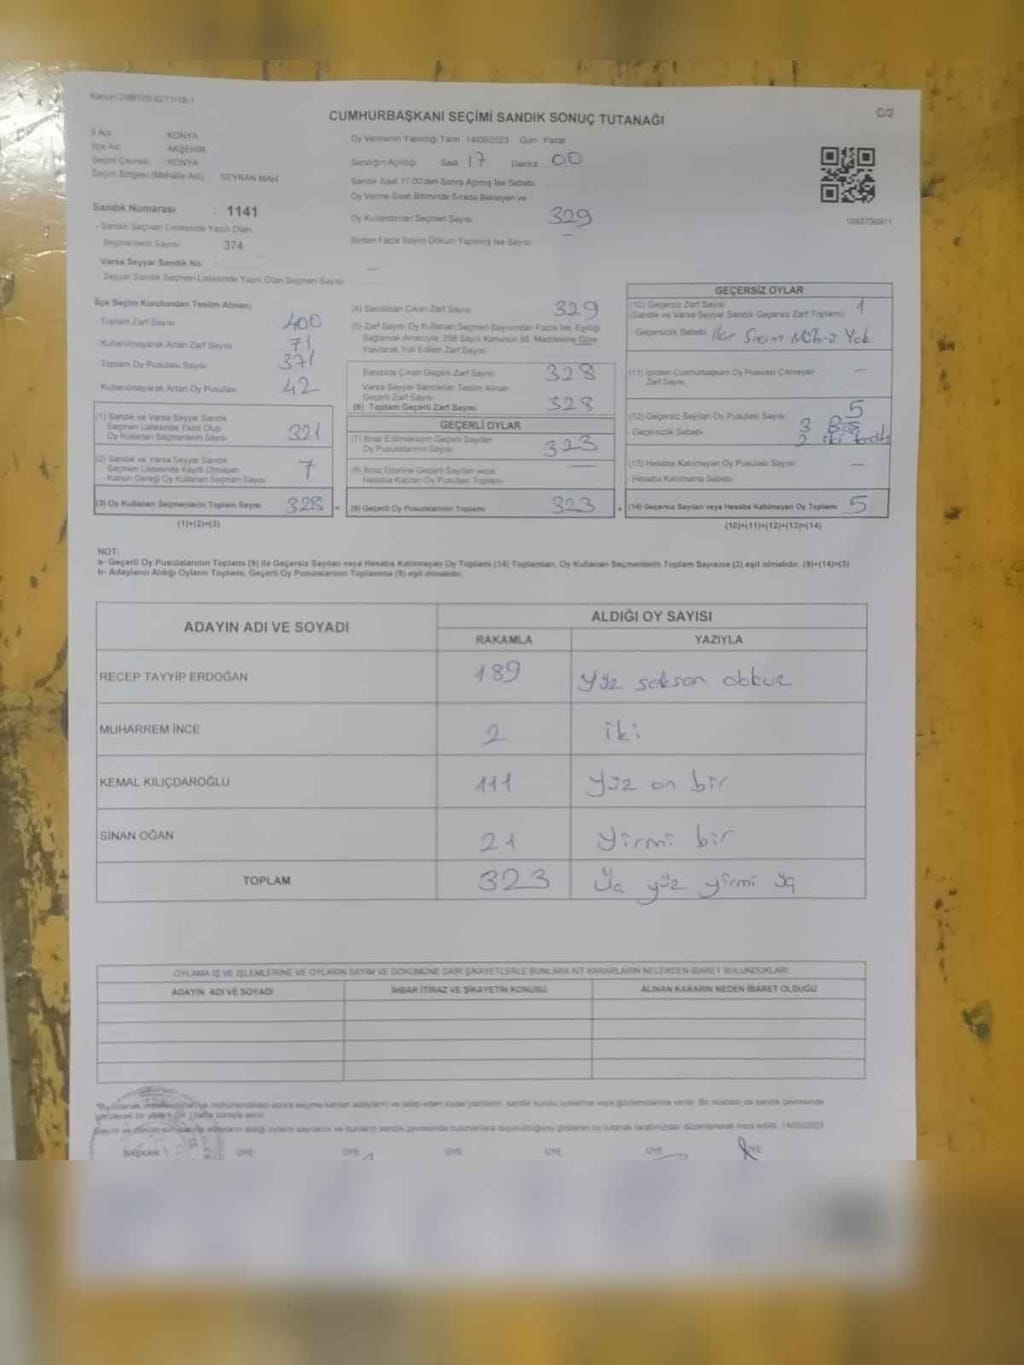 C/2
CUMHURBAŞKANI SEÇİMİ SANDIK SONUÇ TUTANAĞI
İl Adı : KONYA
İlçe Adı : AKŞEHİR
Seçim Çevresi : KONYA
Seçim Bölgesi (Mahalle Adı) : SEYRAN MAH
Sandık Numarası : 1141
- Sandık Seçmen Listesinde Yazılı Olan
Seçmenlerin Sayısı : 374
Varsa Seyyar Sandık No :
- Seyyar Sandık Seçmen Listesinde Yazılı Olan Seçmen Sayısı :
Oy Vermenin Yapıldığı Tarih : 14/05/2023 Gün : Pazar
Sandığın Açıldığı Saat 17 Dakika 00
Sandık Saat 17.00'den Sonra Açılmış İse Sebebi
Oy Verme Saati Bitiminde Sırada Bekleyen ve
Oy Kullandırılan Seçmen Sayısı 329
Birden Fazla Sayım Döküm Yapılmış İse Sayısı
İlçe Seçim Kurulundan Teslim Alınan;
Toplam Zarf Sayısı 400
-Kullanılmayarak Artan Zarf Sayısı 71
-Toplam Oy Pusulası Sayısı 371
-Kullanılmayarak Artan Oy Pusulası 42
(1) Sandık ve Varsa Seyyar Sandık
Seçmen Listesinde Yazılı Olup
Oy Kullanan Seçmenlerin Sayısı 321
(2) Sandık ve Varsa Seyyar Sandık
Seçmen Listesinde Kayıtlı Olmayan
Kanun Gereği Oy Kullanan Seçmen Sayısı 7
(3) Oy Kullanan Seçmenlerin Toplam Sayısı 328
(1)+(2)=(3)
(4) Sandıktan Çıkan Zarf Sayısı 329
(5) Zarf Sayısı Oy Kullanan Seçmen Sayısından Fazla İse, Eşitliği
Sağlamak Amacıyla, 298 Sayılı Kanunun 98. Maddesine Göre
Yakılarak Yok Edilen Zarf Sayısı
Sandıkta Çıkan Geçerli Zarf Sayısı 328
Varsa Seyyar Sandıktan Teslim Alınan
Geçerli Zarf Sayısı
(6) Toplam Geçerli Zarf Sayısı 328
GEÇERLİ OYLAR
(7) İtiraz Edilmeksizin Geçerli Sayılan
Oy Pusulalarının Sayısı 323
(8) İtiraz Üzerine Geçerli Sayılan veya
Hesaba Katılan Oy Pusulası Toplamı
(9) Geçerli Oy Pusulalarının Toplamı 323
GEÇERSİZ OYLAR
(10) Geçersiz Zarf Sayısı 1
(Sandık ve Varsa Seyyar Sandık Geçersiz Zarf Toplamı)
Geçersizlik Sebebi İlçe Seçim Mührü Yok
(11) İçinden Cumhurbaşkanı Oy Pusulası Çıkmayan
Zarf Sayısı
(12) Geçersiz Sayılan Oy Pusulası Sayısı 5
Geçersizlik Sebebi 3 Boş
2 iki
(13) Hesaba Katılmayan Oy Pusulası Sayısı
Hesaba Katılmama Sebebi
(14) Geçersiz Sayılan veya Hesaba Katılmayan Oy Toplamı 5
(10)+(11)+(12)+(13)=(14)
NOT:
a- Geçerli Oy Pusulalarının Toplamı (9) ile Geçersiz Sayılan veya Hesaba Katılmayan Oy Toplamı (14) Toplamları, Oy Kullanan Seçmenlerin Toplam Sayısına (3) eşit olmalıdır. (9)+(14)=(3)
b- Adayların Aldığı Oyların Toplamı, Geçerli Oy Pusulalarının Toplamına (9) eşit olmalıdır.
ADAYIN ADI VE SOYADI ALDIĞI OY SAYISI
RAKAMLA YAZIYLA
RECEP TAYYİP ERDOĞAN 189 Yüz seksen dokuz
MUHARREM İNCE 2 iki
KEMAL KILIÇDAROĞLU 111 Yüz on bir
SİNAN OĞAN 21 Yirmi bir
TOPLAM 323 Üç yüz yirmi üç
OYLAMA İŞ VE İŞLEMLERİNE VE OYLARIN SAYIM VE DÖKÜMÜNE DAİR ŞİKAYETLERLE BUNLARA AİT KARARLARIN NELERDEN İBARET BULUNDUKLARI
ADAYIN ADI VE SOYADI İHBAR İTİRAZ VE ŞİKAYETİN KONUSU ALINAN KARARIN NEDEN İBARET OLDUĞU
BAŞKAN ÜYE ÜYE ÜYE ÜYE ÜYE ÜYE